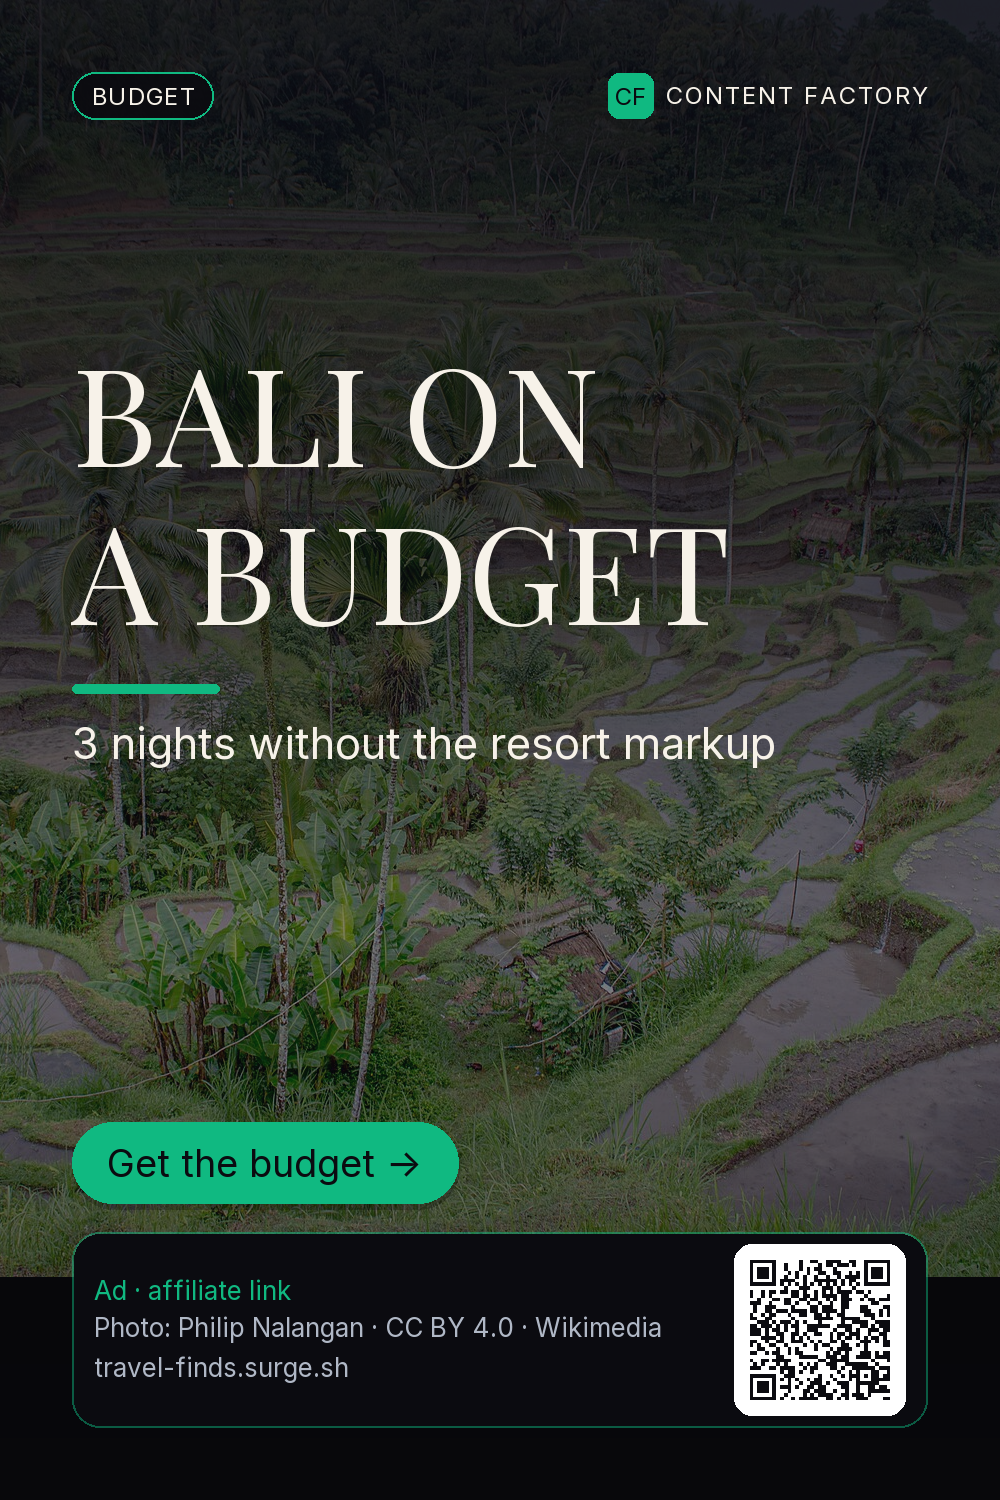 BUDGET
CF CONTENT FACTORY
BALI ON
A BUDGET
3 nights without the resort markup
Get the budget →
Ad · affiliate link
Photo: Philip Nalangan · CC BY 4.0 · Wikimedia
travel-finds.surge.sh